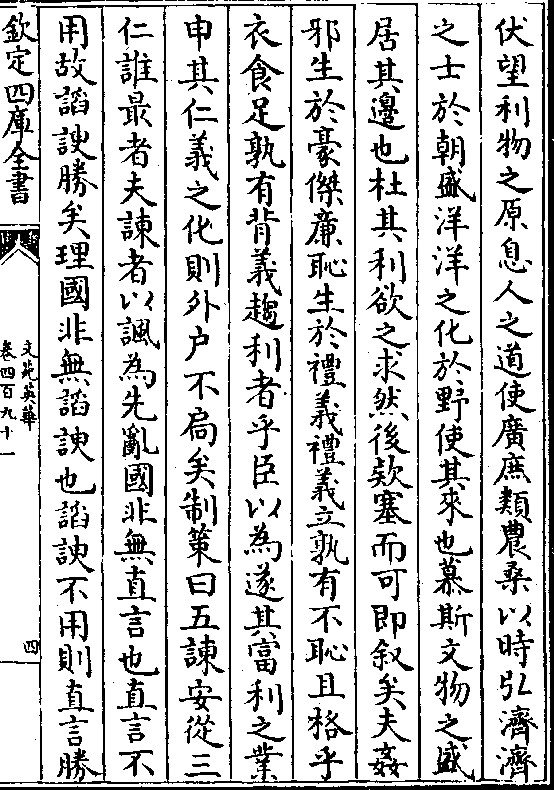 伏望利物之原息人之道使廣庶類農桑以時弘濟濟
之士於朝盛洋洋之化於野使其來也慕斯文物之盛
居其邊也杜其利欲之求然後欵塞而可即叙矣夫姦
邪生於豪傑亷恥生於禮義禮義立孰有不恥且格乎
衣食足孰有背義趨利者乎臣以為遂其富利之業
申其仁義之化則外户不扃矣制策曰五諫安從三
仁誰最者夫諫者以諷為先亂國非無直言也直言不
用故謟諛勝矣理國非無謟諛也謟諛不用則直言勝
欽定四庫全書
文苑英華
卷四百九十一
四